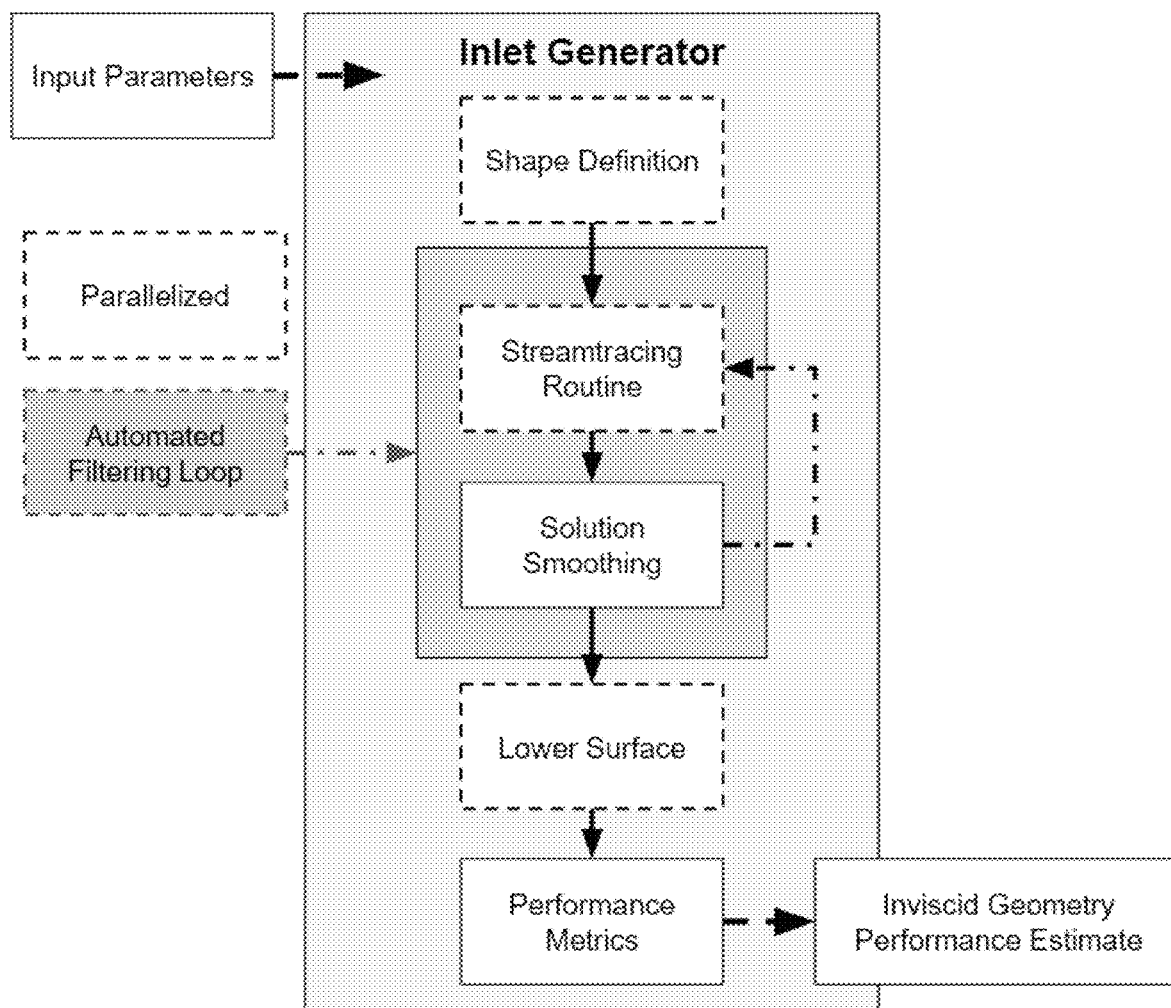 Inlet Generator
Input Parameters
Shape Definition
Parallelized
Streamtracing
Routine
Automated
Filtering Loop
Solution
Smoothing
Lower Surface
Performance
Metrics
Inviscid Geometry
Performance Estimate